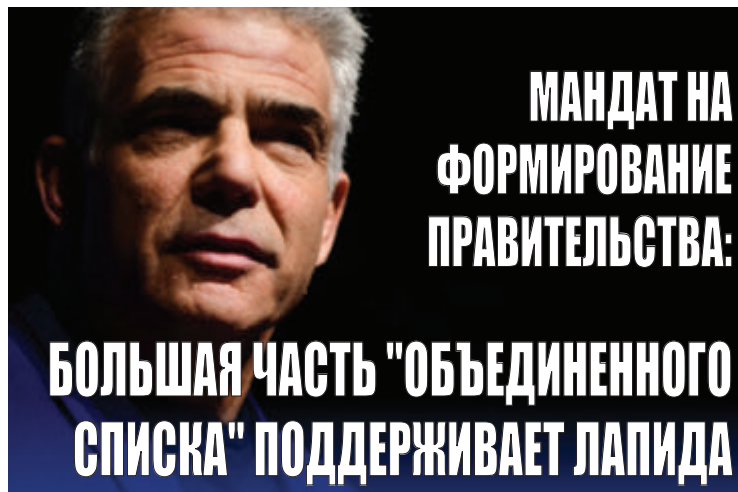 МАНДАТ НА
ФОРМИРОВАНИЕ
ПРАВИТЕЛЬСТВА:
БОЛЬШАЯ ЧАСТЬ "ОБЪЕДИНЕННОГО
СПИСКА" ПОДДЕРЖИВАЕТ ЛАПИДА